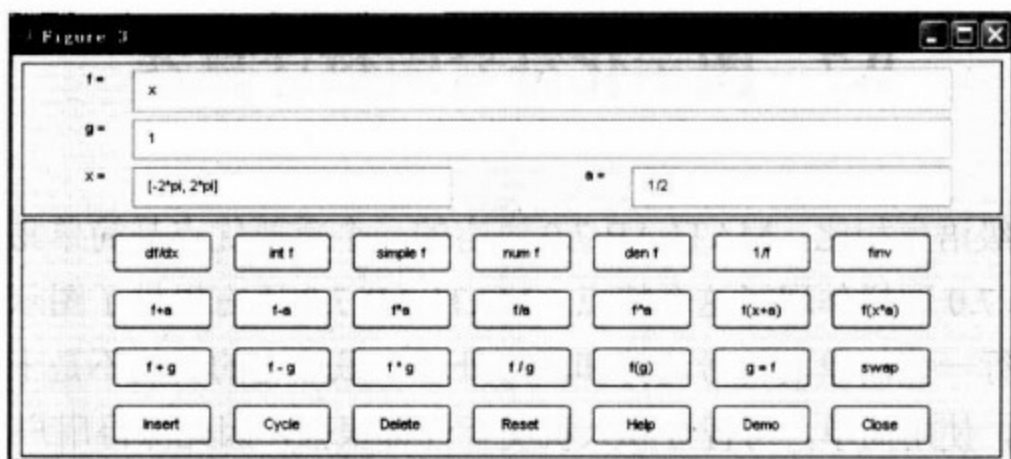 Figure 3
f =
x
g =
1
x =
[-2*pi, 2*pi]
a =
1/2
df/dx
int f
simple f
num f
den f
1/f
finv
f+a
f-a
f*a
f/a
f^a
f(x+a)
f(x*a)
f + g
f - g
f * g
f / g
f(g)
g = f
swap
Insert
Cycle
Delete
Reset
Help
Demo
Close